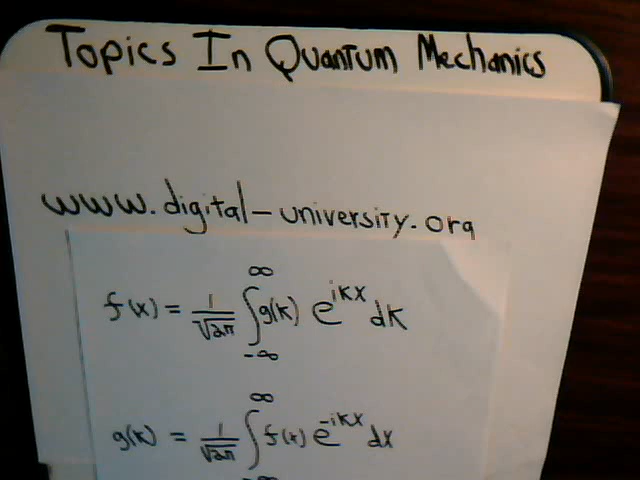 Topics In Quantum Mechanics
www.digital-university.org
f(x) = 1/√2π ∫_{-∞}^{∞} g(k) e^{ikx} dk
g(k) = 1/√2π ∫_{-∞}^{∞} f(x) e^{-ikx} dx